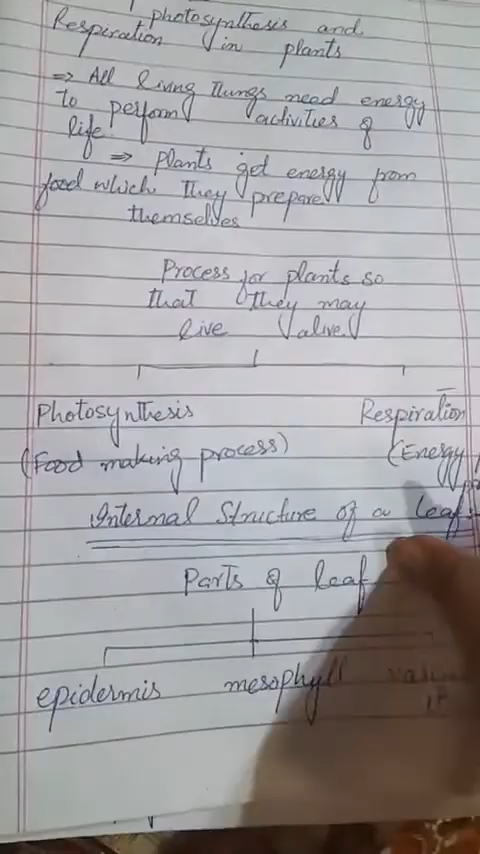 photosynthesis and
Respiration in plants
⇒ All living Things need energy
to perform activities of
life.
⇒ plants get energy from
food which They prepare
themselves
Process for plants so
that they may
live alive.
Photosynthesis Respiration
(Food making process) (Energy
Internal Structure of a leaf.
Parts of leaf
epidermis mesophyll